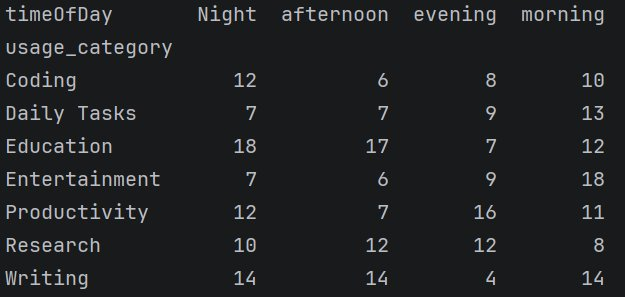 timeOfDay Night afternoon evening morning
usage_category
Coding 12 6 8 10
Daily Tasks 7 7 9 13
Education 18 17 7 12
Entertainment 7 6 9 18
Productivity 12 7 16 11
Research 10 12 12 8
Writing 14 14 4 14